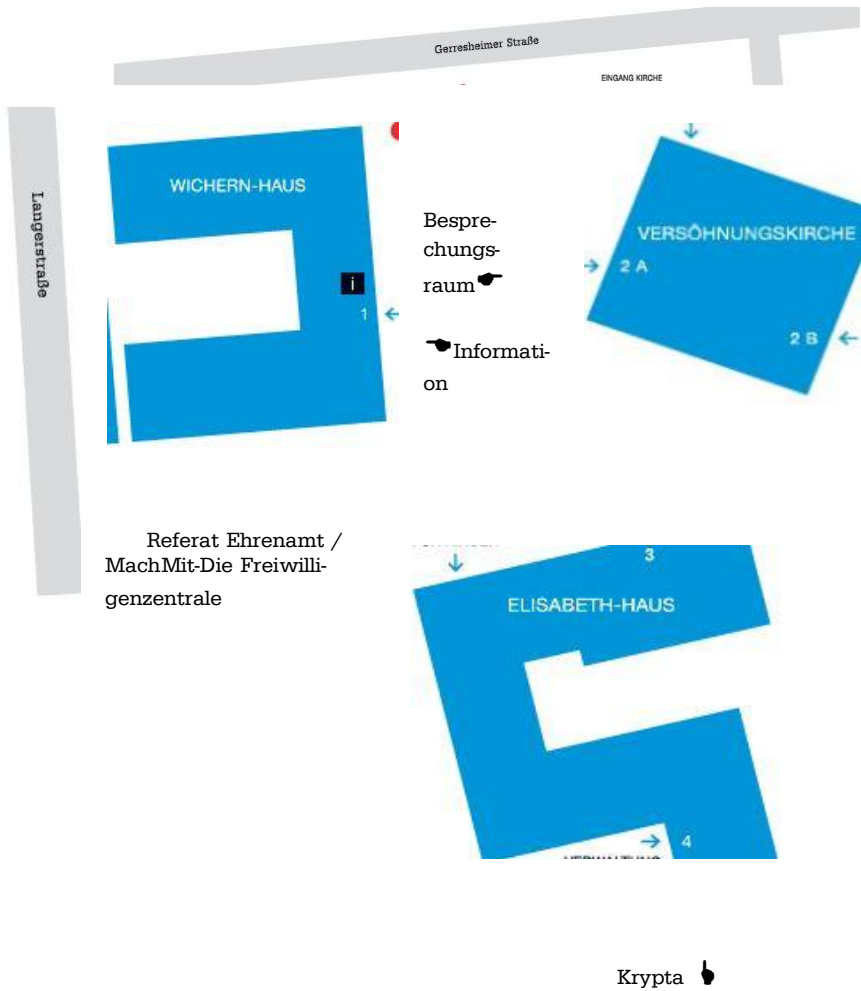 Gerresheimer Straße
EINGANG KIRCHE
Langerstraße
WICHERN-HAUS
i
1
Bespre-
chungs-
raum
Informati-
on
VERSÖHNUNGSKIRCHE
2 A
2 B
Referat Ehrenamt /
MachMit-Die Freiwilli-
genzentrale
3
ELISABETH-HAUS
4
Krypta